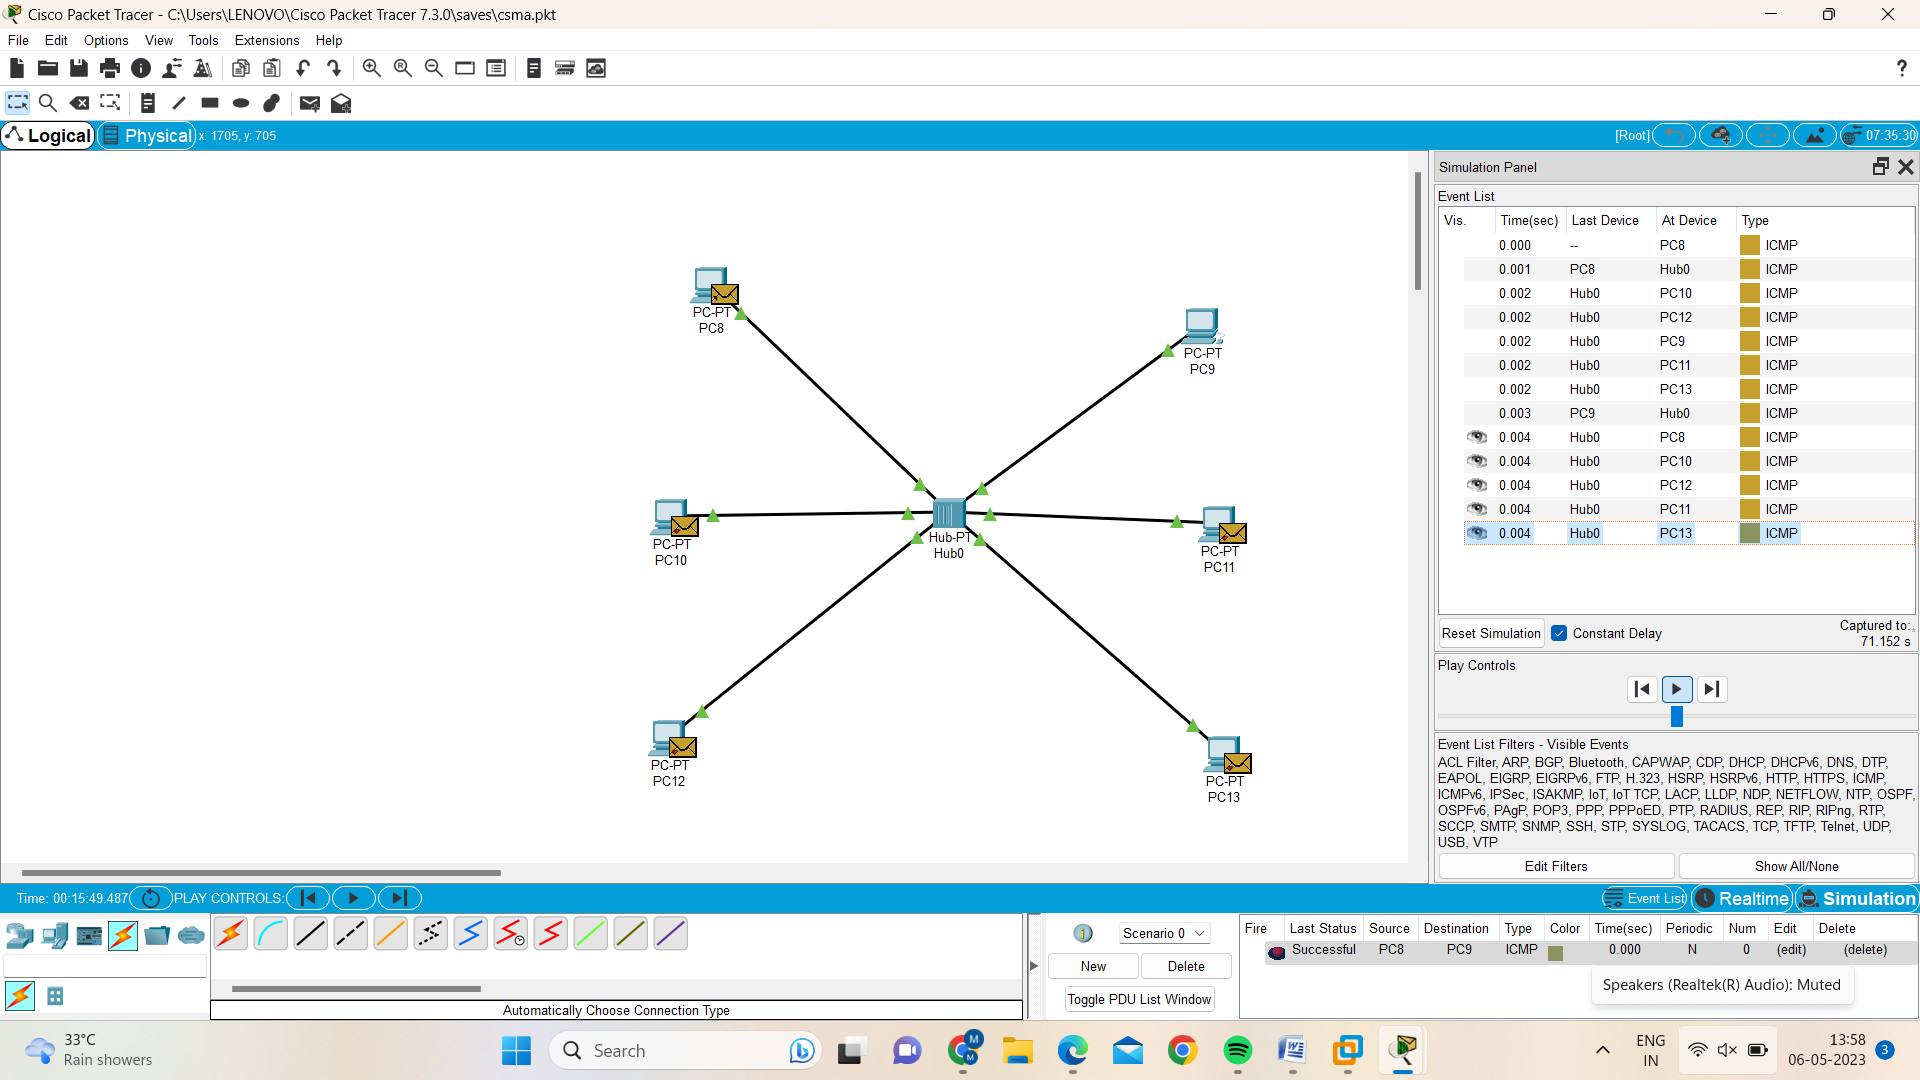 Cisco Packet Tracer - C:\Users\LENOVO\Cisco Packet Tracer 7.3.0\saves\csma.pkt
File Edit Options View Tools Extensions Help
?
Logical Physical x: 1705, y: 705 [Root] 07:35:30
Simulation Panel
Event List
Vis. Time(sec) Last Device At Device Type
0.000 -- PC8 ICMP
0.001 PC8 Hub0 ICMP
0.002 Hub0 PC10 ICMP
0.002 Hub0 PC12 ICMP
0.002 Hub0 PC9 ICMP
0.002 Hub0 PC11 ICMP
0.002 Hub0 PC13 ICMP
0.003 PC9 Hub0 ICMP
0.004 Hub0 PC8 ICMP
0.004 Hub0 PC10 ICMP
0.004 Hub0 PC12 ICMP
0.004 Hub0 PC11 ICMP
0.004 Hub0 PC13 ICMP
PC-PT
PC8
PC-PT
PC9
PC-PT
PC10
Hub-PT
Hub0
PC-PT
PC11
PC-PT
PC12
PC-PT
PC13
Reset Simulation Constant Delay Captured to:
71.152 s
Play Controls
Event List Filters - Visible Events
ACL Filter, ARP, BGP, Bluetooth, CAPWAP, CDP, DHCP, DHCPv6, DNS, DTP,
EAPOL, EIGRP, EIGRPv6, FTP, H.323, HSRP, HSRPv6, HTTP, HTTPS, ICMP,
ICMPv6, IPSec, ISAKMP, IoT, IoT TCP, LACP, LLDP, NDP, NETFLOW, NTP, OSPF,
OSPFv6, PAgP, POP3, PPP, PPPoED, PTP, RADIUS, REP, RIP, RIPng, RTP,
SCCP, SMTP, SNMP, SSH, STP, SYSLOG, TACACS, TCP, TFTP, Telnet, UDP,
USB, VTP
Edit Filters Show All/None
Time: 00:15:49.487 PLAY CONTROLS: Event List Realtime Simulation
Automatically Choose Connection Type
1 Scenario 0
New Delete
Toggle PDU List Window
Fire Last Status Source Destination Type Color Time(sec) Periodic Num Edit Delete
Successful PC8 PC9 ICMP 0.000 N 0 (edit) (delete)
Speakers (Realtek(R) Audio): Muted
33°C
Rain showers
Search
M
M
ENG
IN
13:58
06-05-2023
3